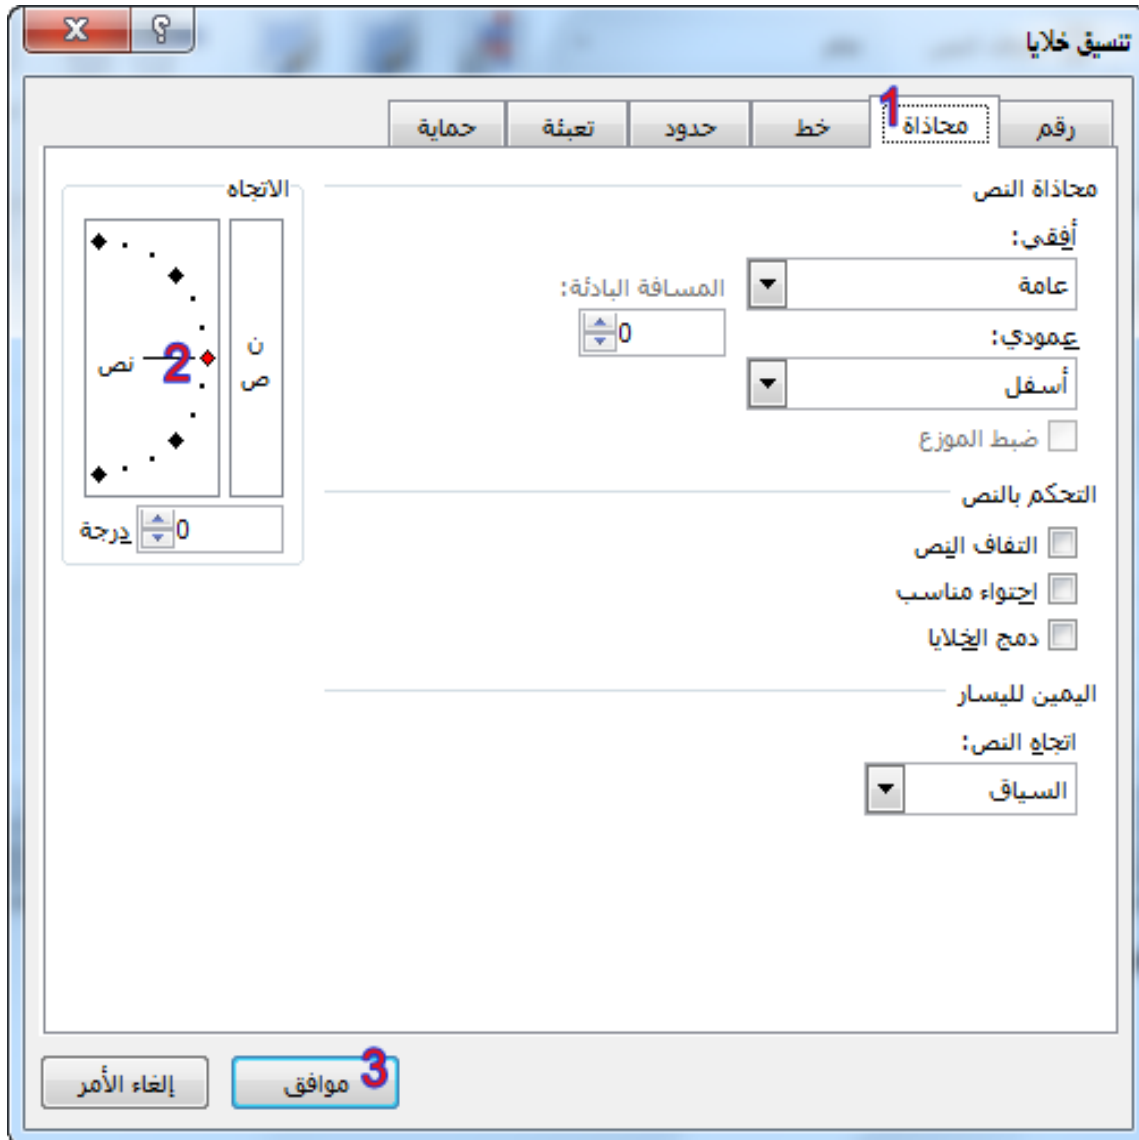 تنسيق خلايا
رقم
1 محاذاة
خط
حدود
تعبئة
حماية
محاذاة النص
أفقي:
عامة
المسافة البادئة:
0
عمودي:
أسفل
ضبط الموزع
التحكم بالنص
التفاف النص
احتواء مناسب
دمج الخلايا
اليمين لليسار
اتجاه النص:
السياق
الاتجاه
ن
ص
2 نص
0 درجة
3 موافق
إلغاء الأمر